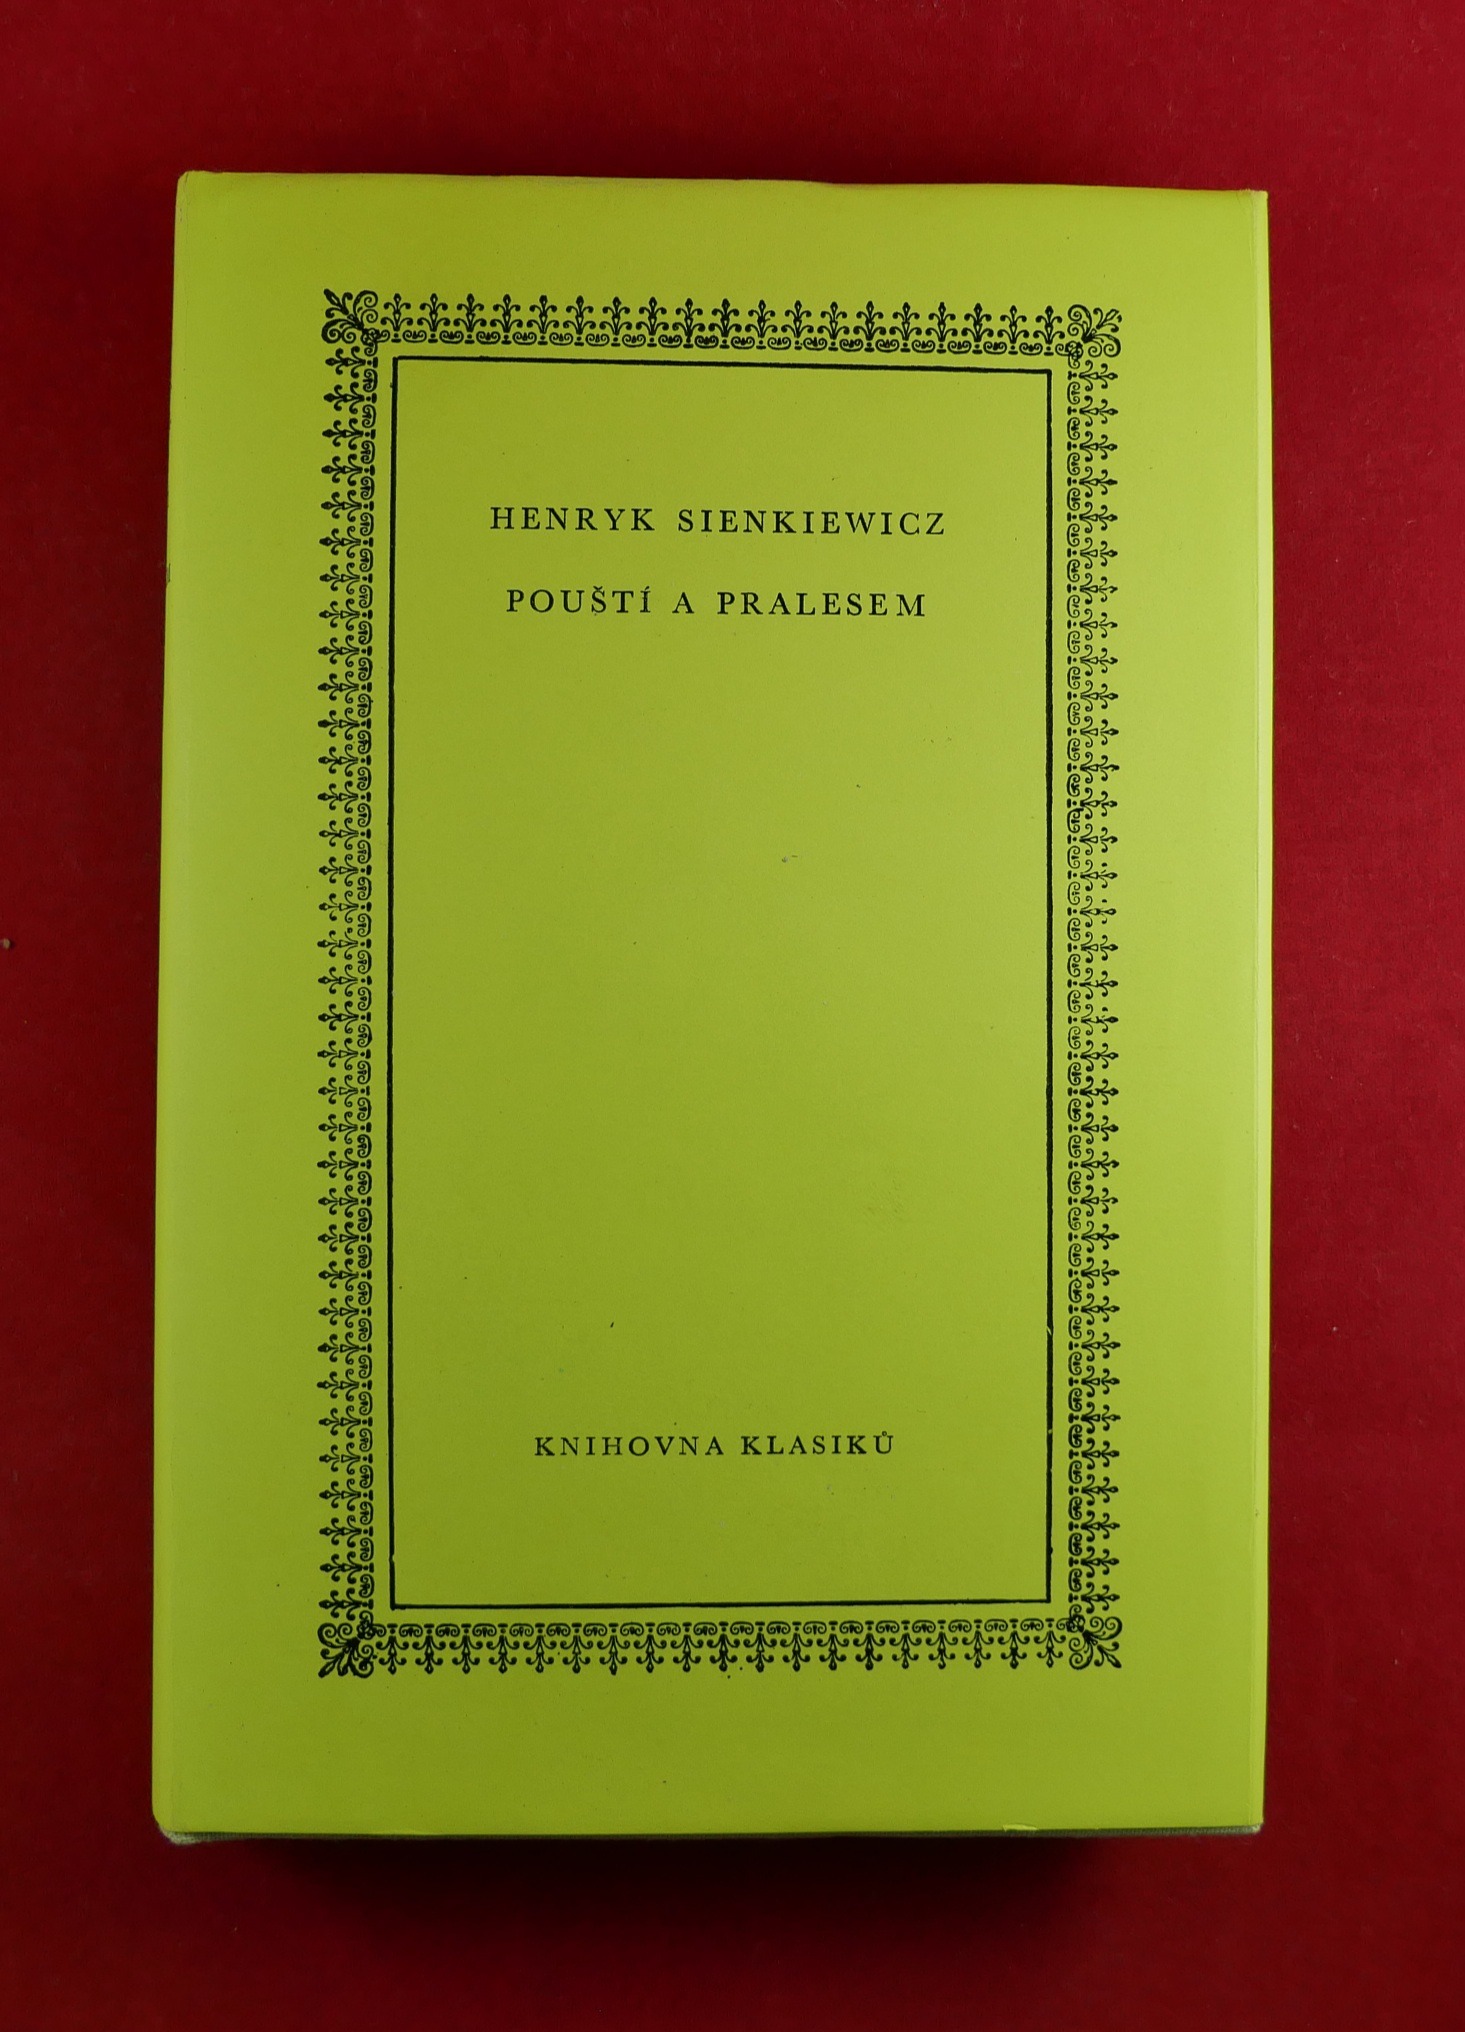 HENRYK SIENKIEWICZ
POUŠTÍ A PRALESEM
KNIHOVNA KLASIKŮ